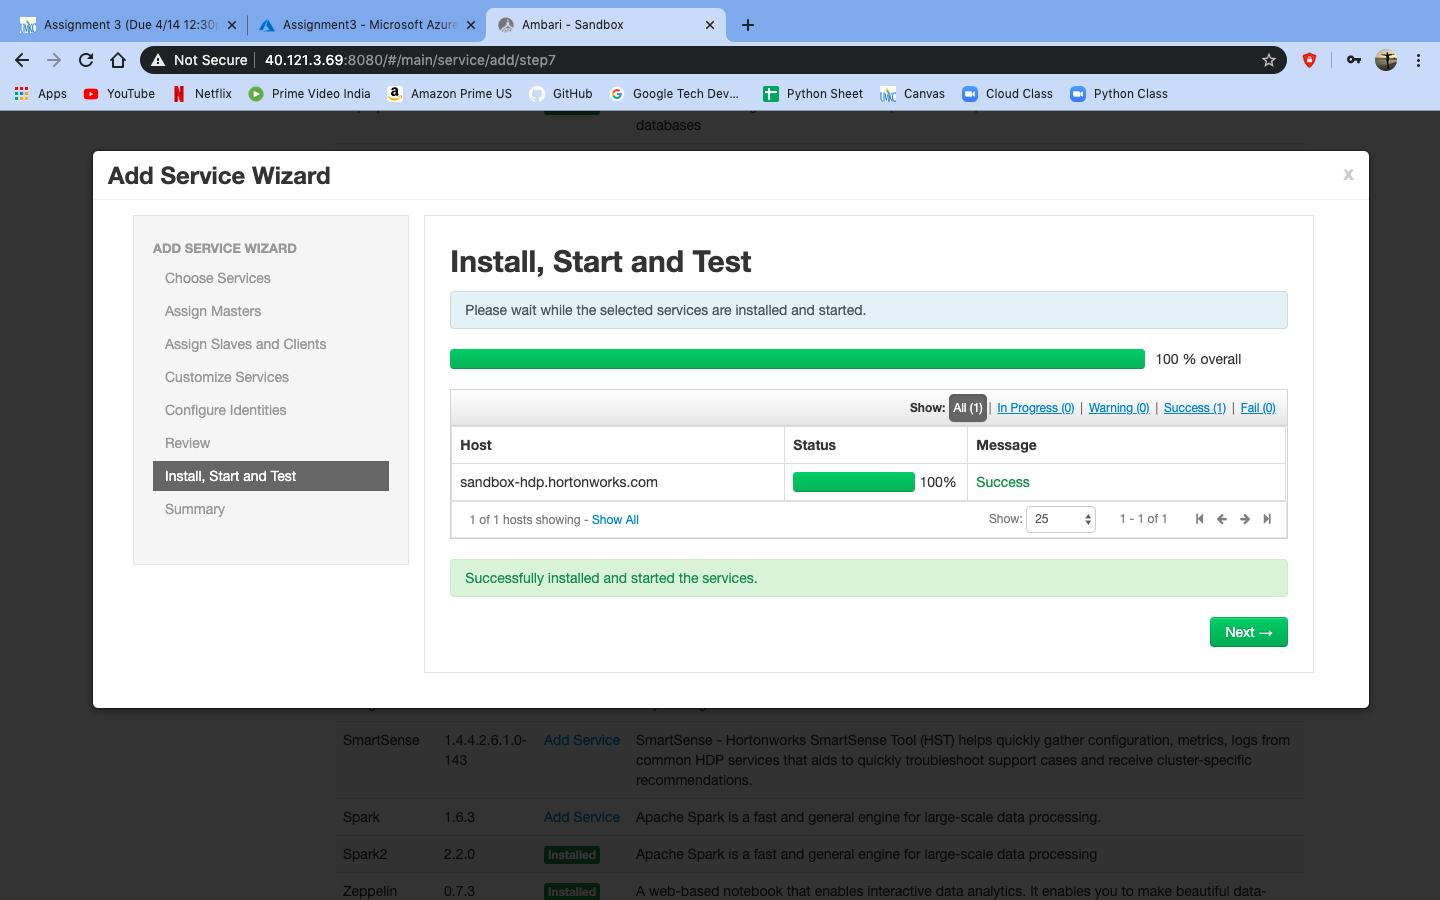 Assignment 3 (Due 4/14 12:30p
Assignment3 - Microsoft Azure
Ambari - Sandbox
Not Secure 40.121.3.69:8080/#/main/service/add/step7
Apps YouTube Netflix Prime Video India Amazon Prime US GitHub Google Tech Dev... Python Sheet Canvas Cloud Class Python Class
databases
Add Service Wizard
x
ADD SERVICE WIZARD
Choose Services
Assign Masters
Assign Slaves and Clients
Customize Services
Configure Identities
Review
Install, Start and Test
Summary
Install, Start and Test
Please wait while the selected services are installed and started.
100 % overall
Show: All (1) | In Progress (0) | Warning (0) | Success (1) | Fail (0)
Host Status Message
sandbox-hdp.hortonworks.com 100% Success
1 of 1 hosts showing - Show All Show: 25 1 - 1 of 1
Successfully installed and started the services.
Next →
SmartSense 1.4.4.2.6.1.0- Add Service SmartSense - Hortonworks SmartSense Tool (HST) helps quickly gather configuration, metrics, logs from
143 common HDP services that aids to quickly troubleshoot support cases and receive cluster-specific
recommendations.
Spark 1.6.3 Add Service Apache Spark is a fast and general engine for large-scale data processing.
Spark2 2.2.0 Installed Apache Spark is a fast and general engine for large-scale data processing
Zeppelin 0.7.3 Installed A web-based notebook that enables interactive data analytics. It enables you to make beautiful data-